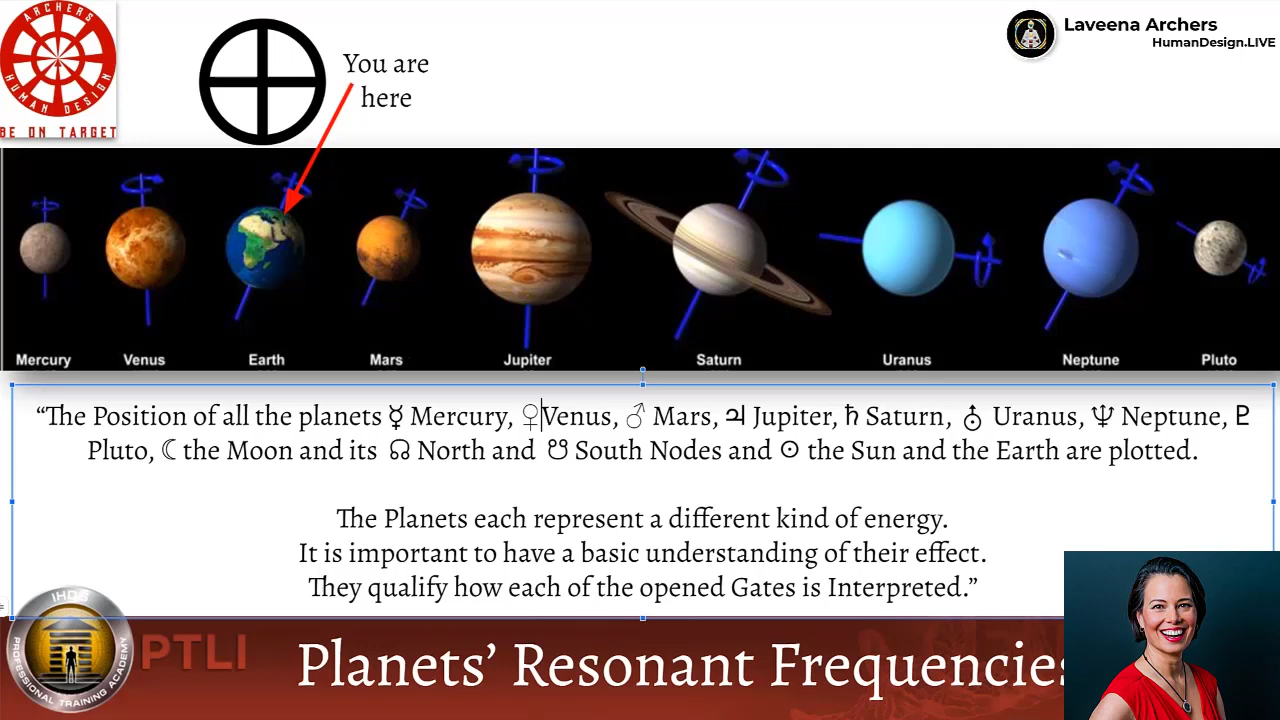 ARCHERS
HUMAN DESIGN
BE ON TARGET
You are
here
Laveena Archers
HumanDesign.LIVE
Mercury
Venus
Earth
Mars
Jupiter
Saturn
Uranus
Neptune
Pluto
“The Position of all the planets ☿ Mercury, ♀Venus, ♂ Mars, ♃ Jupiter, ♄ Saturn, ⛢ Uranus, ♆ Neptune, ♇
Pluto, ☾ the Moon and its ☊ North and ☋ South Nodes and ☉ the Sun and the Earth are plotted.
The Planets each represent a different kind of energy.
It is important to have a basic understanding of their effect.
They qualify how each of the opened Gates is Interpreted.”
IHDS
PROFESSIONAL TRAINING ACADEMY
PTLI
Planets’ Resonant Frequencies